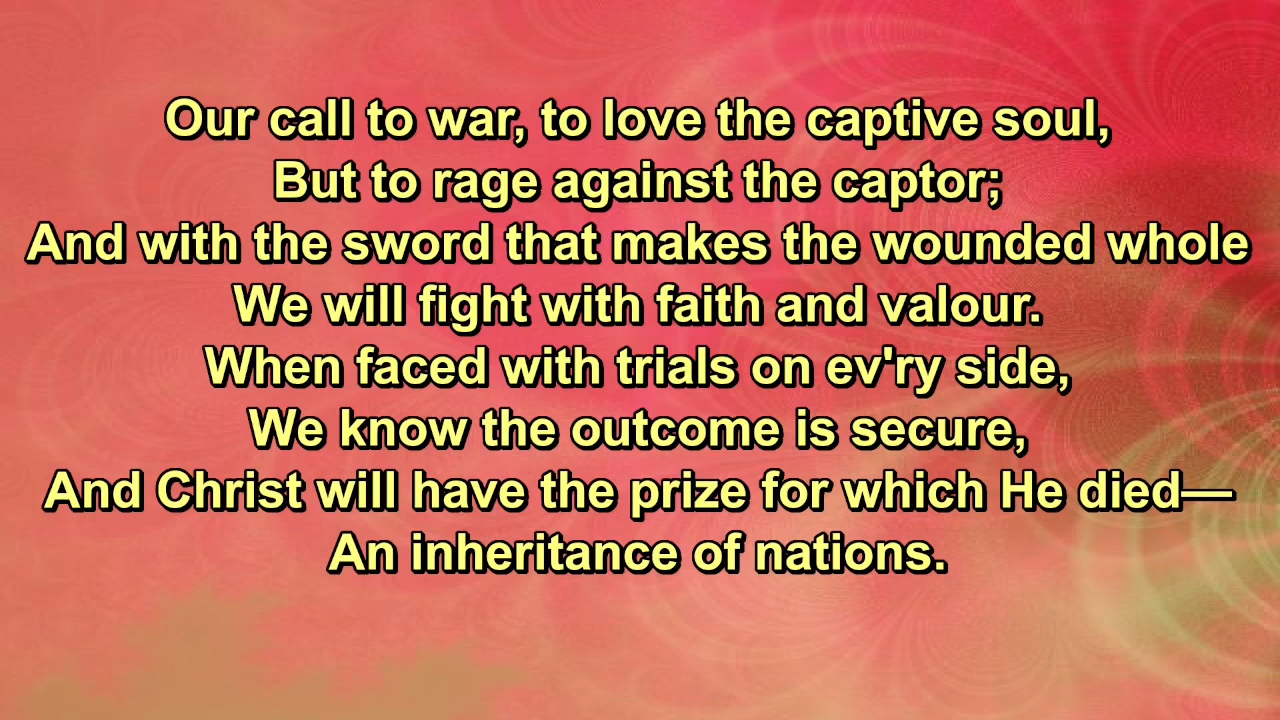 Our call to war, to love the captive soul,
But to rage against the captor;
And with the sword that makes the wounded whole
We will fight with faith and valour.
When faced with trials on ev'ry side,
We know the outcome is secure,
And Christ will have the prize for which He died—
An inheritance of nations.